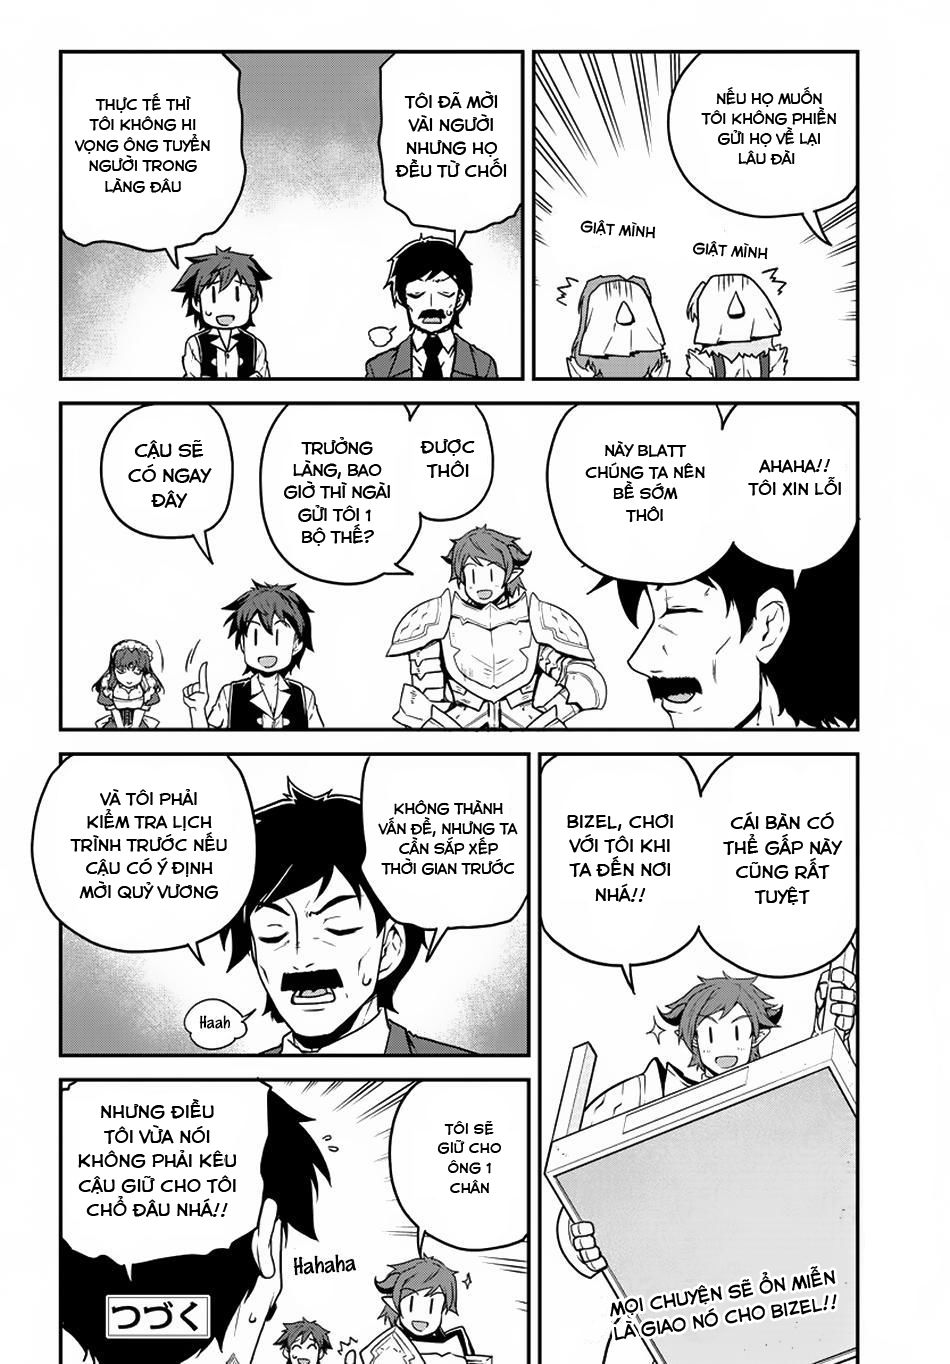 NẾU HỌ MUỐN
TÔI KHÔNG PHIỀN
GỬI HỌ VỀ LẠI
LÂU ĐÀI
GIẬT MÌNH
GIẬT MÌNH
TÔI ĐÃ MỜI
VÀI NGƯỜI
NHƯNG HỌ
ĐỀU TỪ CHỐI
THỰC TẾ THÌ
TÔI KHÔNG HI
VỌNG ÔNG TUYỂN
NGƯỜI TRONG
LÀNG ĐÂU
AHAHA!!
TÔI XIN LỖI
NÀY BLATT
CHÚNG TA NÊN
BỀ SỚM
THÔI
ĐƯỢC
THÔI
TRƯỞNG
LÀNG, BAO
GIỜ THÌ NGÀI
GỬI TÔI 1
BỘ THẾ?
CẬU SẼ
CÓ NGAY
ĐÂY
CÁI BÀN CÓ
THỂ GẤP NÀY
CŨNG RẤT
TUYỆT
BIZEL, CHƠI
VỚI TÔI KHI
TA ĐẾN NƠI
NHÁ!!
MỌI CHUYỆN SẼ ỔN MIỄN
LÀ GIAO NÓ CHO BIZEL!!
KHÔNG THÀNH
VẤN ĐỀ, NHƯNG TA
CẦN SẮP XẾP
THỜI GIAN TRƯỚC
VÀ TÔI PHẢI
KIỂM TRA LỊCH
TRÌNH TRƯỚC NẾU
CẬU CÓ Ý ĐỊNH
MỜI QUỶ VƯƠNG
Haah
TÔI SẼ
GIỮ CHO
ÔNG 1
CHÂN
NHƯNG ĐIỀU
TÔI VỪA NÓI
KHÔNG PHẢI KÊU
CẬU GIỮ CHO TÔI
CHỔ ĐÂU NHÁ!!
Hahaha
つづく